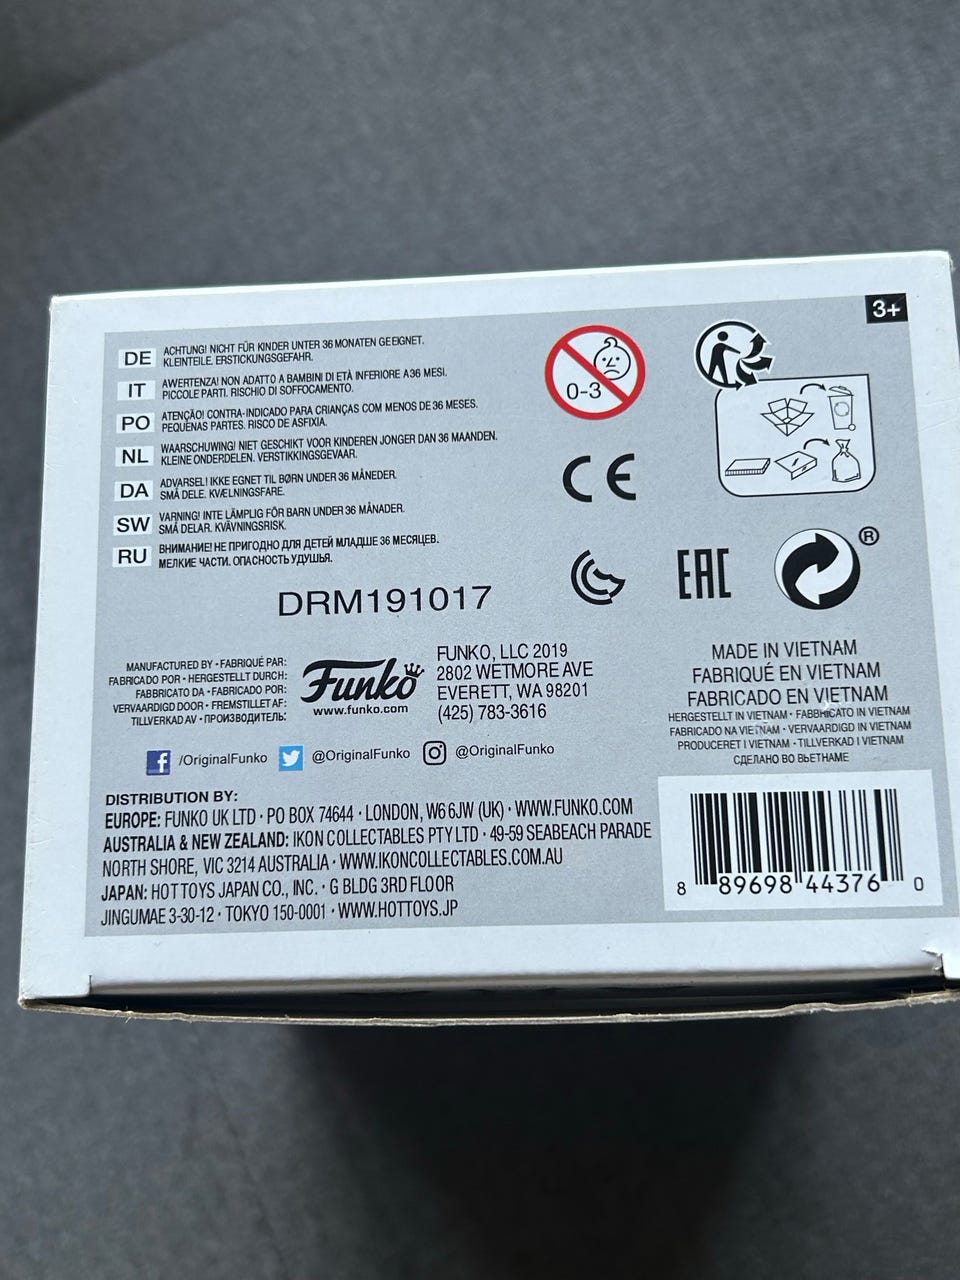 3+
DE ACHTUNG! NICHT FÜR KINDER UNTER 36 MONATEN GEEIGNET.
KLEINTEILE. ERSTICKUNGSGEFAHR.
IT AWERTENZA! NON ADATTO A BAMBINI DI ETÀ INFERIORE A 36 MESI.
PICCOLE PARTI. RISCHIO DI SOFFOCAMENTO.
PO ATENÇÃO! CONTRA-INDICADO PARA CRIANÇAS COM MENOS DE 36 MESES.
PEQUENAS PARTES. RISCO DE ASFIXIA.
NL WAARSCHUWING! NIET GESCHIKT VOOR KINDEREN JONGER DAN 36 MAANDEN.
KLEINE ONDERDELEN. VERSTIKKINGSGEVAAR.
DA ADVARSEL! IKKE EGNET TIL BØRN UNDER 36 MÅNEDER.
SMÅ DELE. KVÆLNINGSFARE.
SW VARNING! INTE LÄMPLIG FÖR BARN UNDER 36 MÅNADER.
SMÅ DELAR. KVÄVNINGSRISK.
RU ВНИМАНИЕ! НЕ ПРИГОДНО ДЛЯ ДЕТЕЙ МЛАДШЕ 36 МЕСЯЦЕВ.
МЕЛКИЕ ЧАСТИ. ОПАСНОСТЬ УДУШЬЯ.
0-3
CE
EAC
®
DRM191017
MANUFACTURED BY · FABRIQUÉ PAR:
FABRICADO POR · HERGESTELLT DURCH:
FABBRICATO DA · FABRICADO POR:
VERVAARDIGD DOOR · FREMSTILLET AF:
TILLVERKAD AV · ПРОИЗВОДИТЕЛЬ:
Funko
www.funko.com
FUNKO, LLC 2019
2802 WETMORE AVE
EVERETT, WA 98201
(425) 783-3616
MADE IN VIETNAM
FABRIQUÉ EN VIETNAM
FABRICADO EN VIETNAM
HERGESTELLT IN VIETNAM · FABBRICATO IN VIETNAM
FABRICADO NA VIETNAM · VERVAARDIGD IN VIETNAM
PRODUCERET I VIETNAM · TILLVERKAD I VIETNAM
СДЕЛАНО ВО ВЬЕТНАМЕ
f /OriginalFunko @OriginalFunko @OriginalFunko
DISTRIBUTION BY:
EUROPE: FUNKO UK LTD · PO BOX 74644 · LONDON, W6 6JW (UK) · WWW.FUNKO.COM
AUSTRALIA & NEW ZEALAND: IKON COLLECTABLES PTY LTD · 49-59 SEABEACH PARADE
NORTH SHORE, VIC 3214 AUSTRALIA · WWW.IKONCOLLECTABLES.COM.AU
JAPAN: HOT TOYS JAPAN CO., INC. · G BLDG 3RD FLOOR
JINGUMAE 3-30-12 · TOKYO 150-0001 · WWW.HOTTOYS.JP
8 89698 44376 0